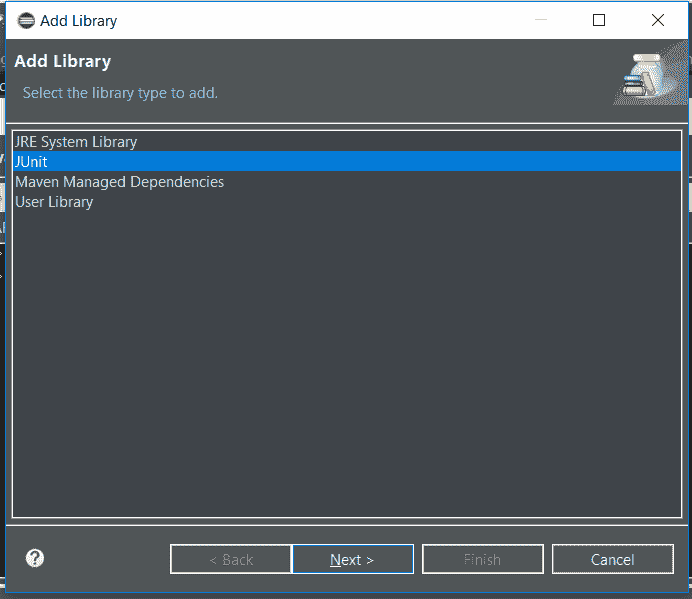 Add Library
Add Library
Select the library type to add.
JRE System Library
JUnit
Maven Managed Dependencies
User Library
?
< Back
Next >
Finish
Cancel